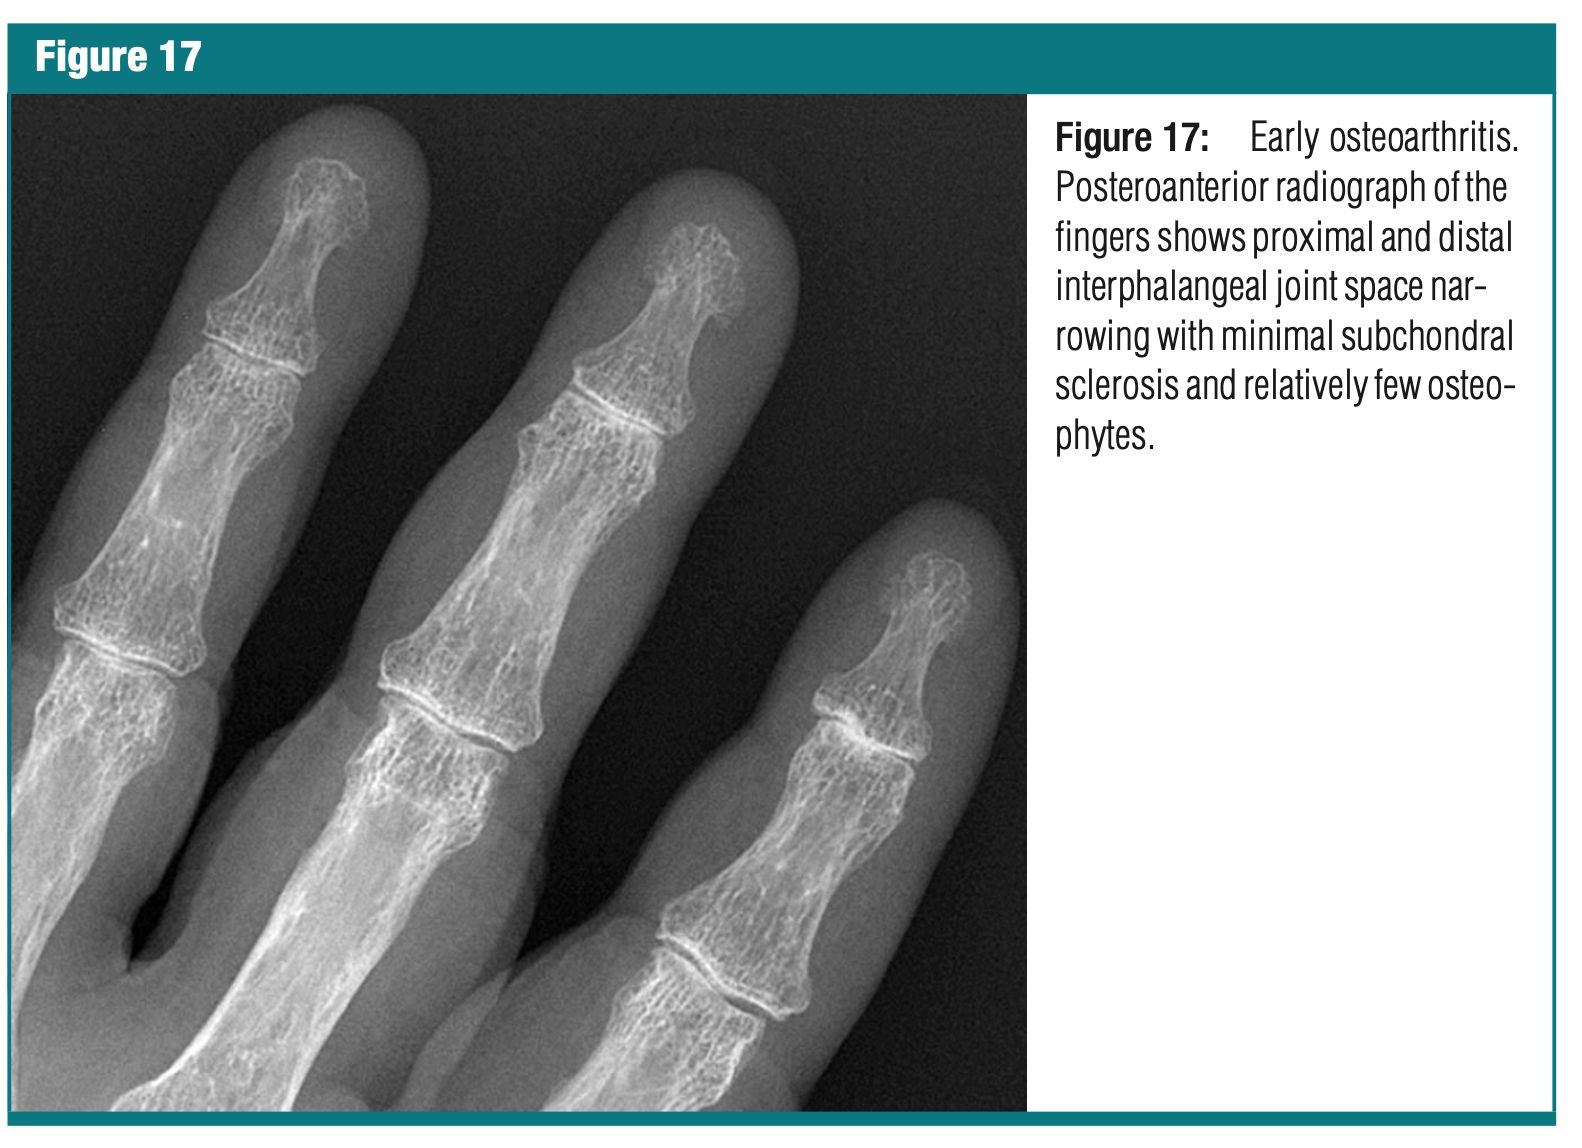 Figure 17
Figure 17: Early osteoarthritis.
Posteroanterior radiograph of the
fingers shows proximal and distal
interphalangeal joint space nar-
rowing with minimal subchondral
sclerosis and relatively few osteo-
phytes.